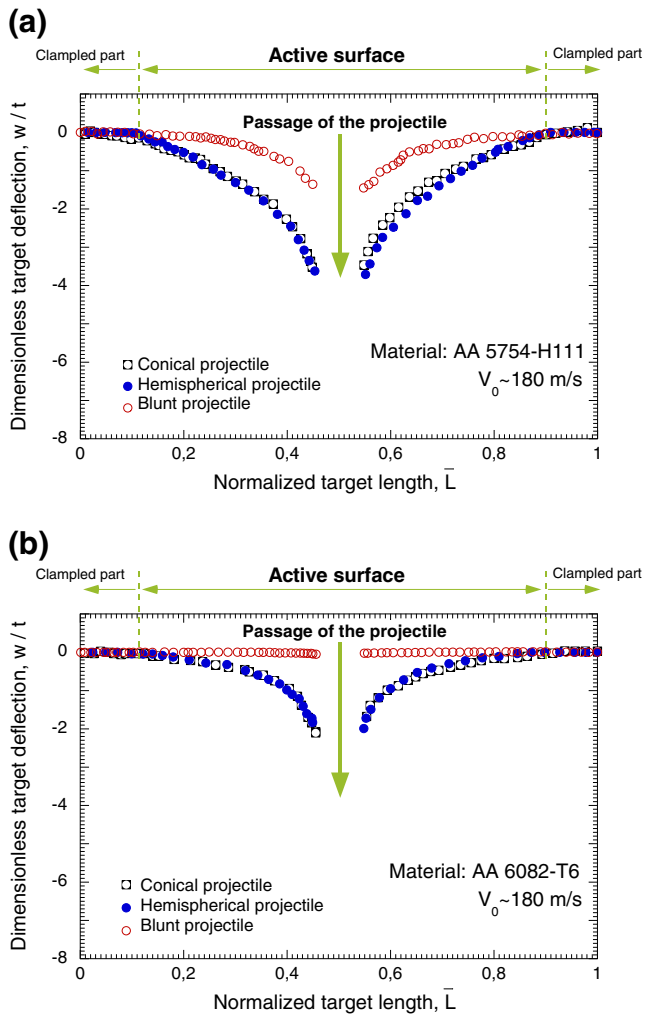 (a)
Clampled part Active surface Clampled part
Passage of the projectile
0
-2
-4
-6
-8
Dimensionless target deflection, w / t
Material: AA 5754-H111
V0~180 m/s
Conical projectile
Hemispherical projectile
Blunt projectile
0 0,2 0,4 0,6 0,8 1
Normalized target length, L̅
(b)
Clampled part Active surface Clampled part
Passage of the projectile
0
-2
-4
-6
-8
Dimensionless target deflection, w / t
Material: AA 6082-T6
V0~180 m/s
Conical projectile
Hemispherical projectile
Blunt projectile
0 0,2 0,4 0,6 0,8 1
Normalized target length, L̅